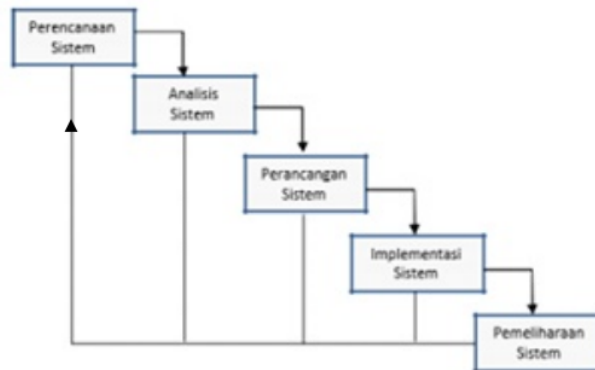 Perencanaan
Sistem
Analisis
Sistem
Perancangan
Sistem
Implementasi
Sistem
Pemeliharaan
Sistem